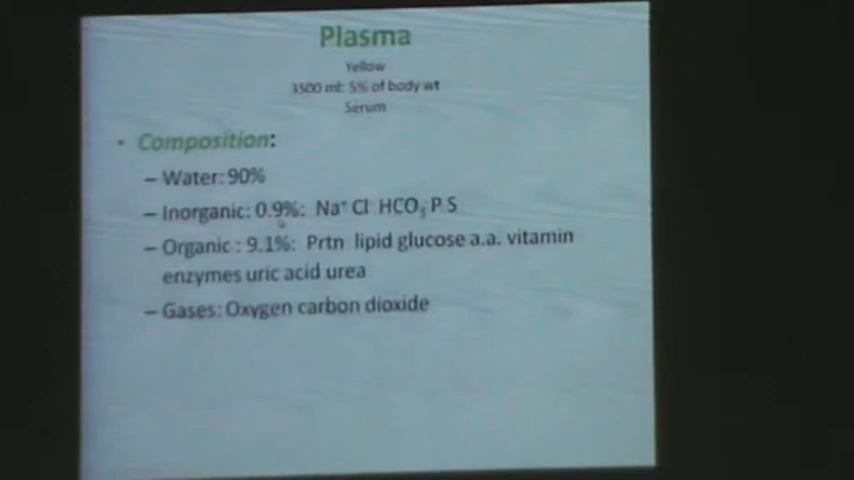 Plasma
Yellow
3500 ml: 5% of body wt
Serum
• Composition:
– Water: 90%
– Inorganic: 0.9%: Na⁺ Cl⁻ HCO₃ P S
– Organic : 9.1%: Prtn lipid glucose a.a. vitamin
enzymes uric acid urea
– Gases: Oxygen carbon dioxide